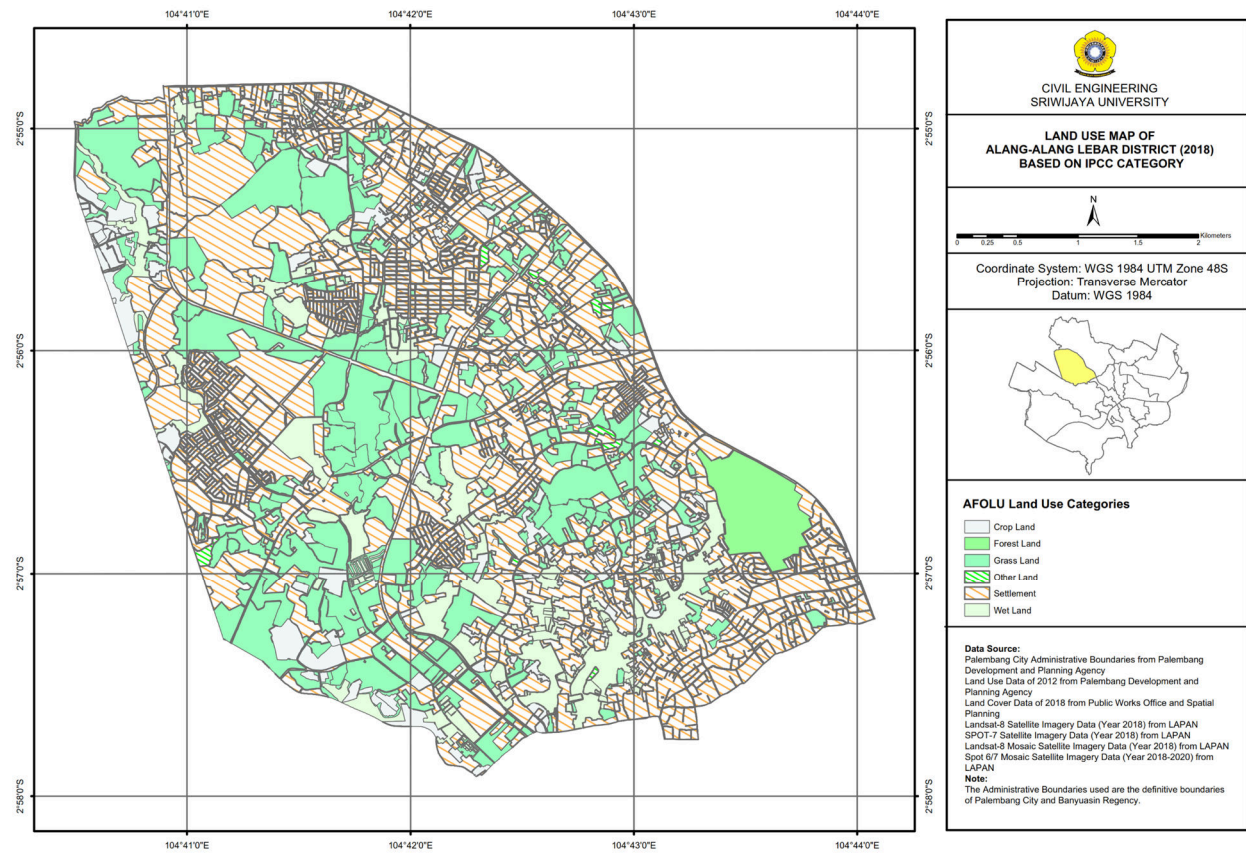 104°41'0"E 104°42'0"E 104°43'0"E 104°44'0"E
2°55'0"S 2°55'0"S
2°56'0"S 2°56'0"S
2°57'0"S 2°57'0"S
2°58'0"S 2°58'0"S
104°41'0"E 104°42'0"E 104°43'0"E 104°44'0"E
CIVIL ENGINEERING
SRIWIJAYA UNIVERSITY
LAND USE MAP OF
ALANG-ALANG LEBAR DISTRICT (2018)
BASED ON IPCC CATEGORY
N
Kilometers
0 0.25 0.5 1 1.5 2
Coordinate System: WGS 1984 UTM Zone 48S
Projection: Transverse Mercator
Datum: WGS 1984
AFOLU Land Use Categories
Crop Land
Forest Land
Grass Land
Other Land
Settlement
Wet Land
Data Source:
Palembang City Administrative Boundaries from Palembang
Development and Planning Agency
Land Use Data of 2012 from Palembang Development and
Planning Agency
Land Cover Data of 2018 from Public Works Office and Spatial
Planning
Landsat-8 Satellite Imagery Data (Year 2018) from LAPAN
SPOT-7 Satellite Imagery Data (Year 2018) from LAPAN
Landsat-8 Mosaic Satellite Imagery Data (Year 2018) from LAPAN
Spot 6/7 Mosaic Satellite Imagery Data (Year 2018-2020) from
LAPAN
Note:
The Administrative Boundaries used are the definitive boundaries
of Palembang City and Banyuasin Regency.